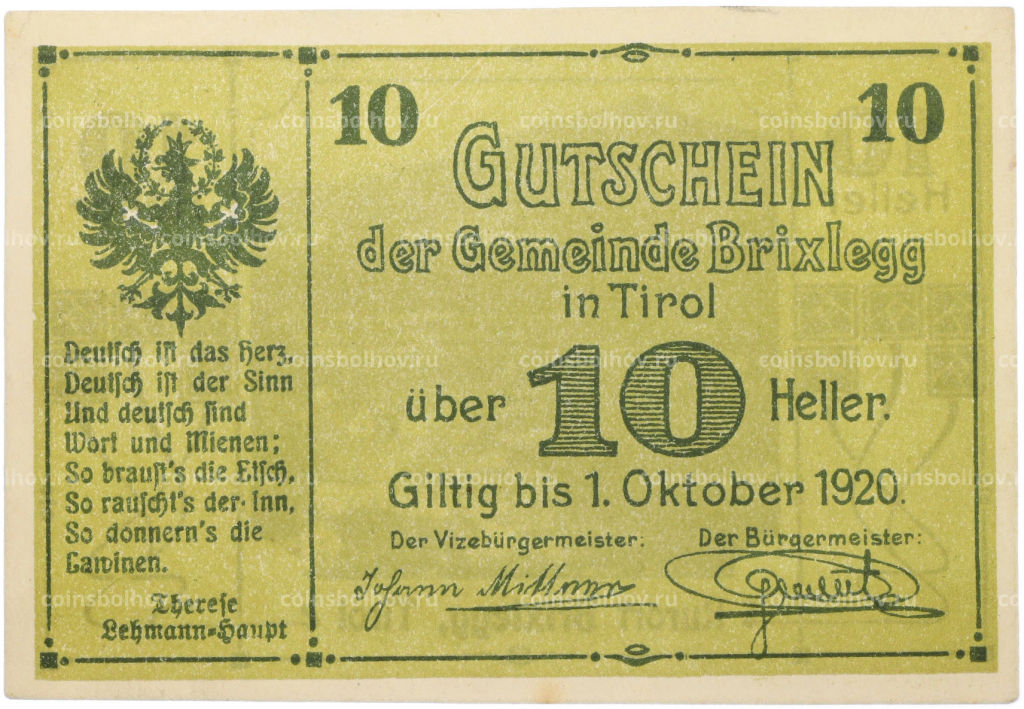 10
10
GUTSCHEIN
der Gemeinde Brixlegg
in Tirol
über 10 Heller.
Giltig bis 1. Oktober 1920.
Der Vizebürgermeister:
Der Bürgermeister:
Johann
Deutsch ist das Herz,
Deutsch ist der Sinn
Und deutsch sind
Wort und Mienen;
So braust's die Etsch,
So rauscht's der Inn,
So donnern's die
Lawinen.
Therese
Lehmann=Haupt
coinsbolhov.ru